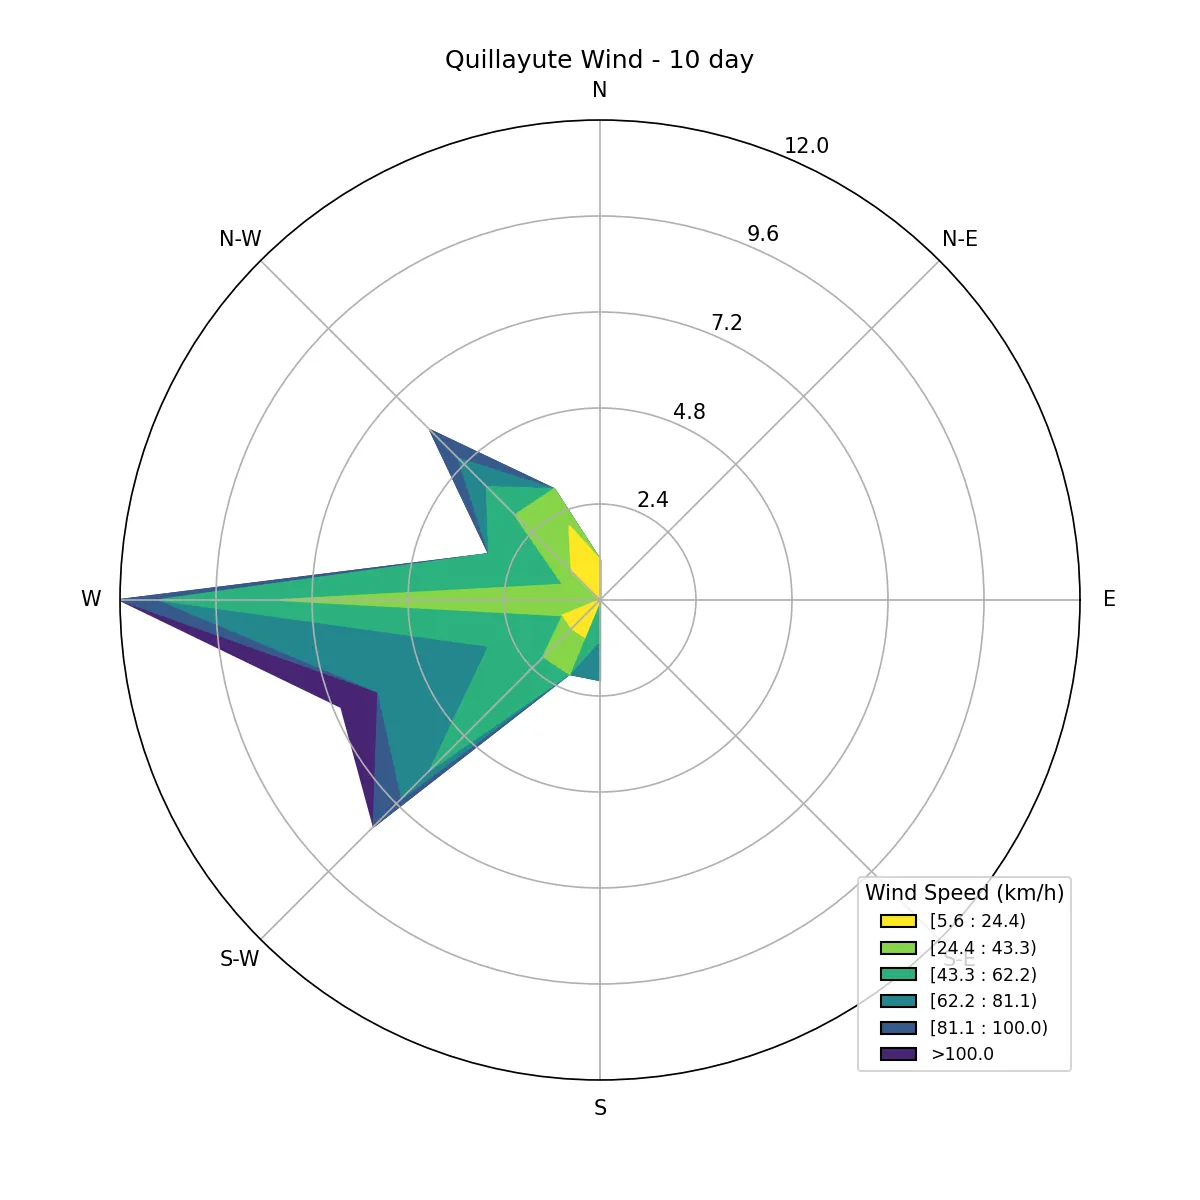 Quillayute Wind - 10 day
N
12.0
N-W
N-E
9.6
7.2
4.8
2.4
W
E
Wind Speed (km/h)
[5.6 : 24.4)
[24.4 : 43.3)
S-W
S-E
[43.3 : 62.2)
[62.2 : 81.1)
[81.1 : 100.0)
>100.0
S